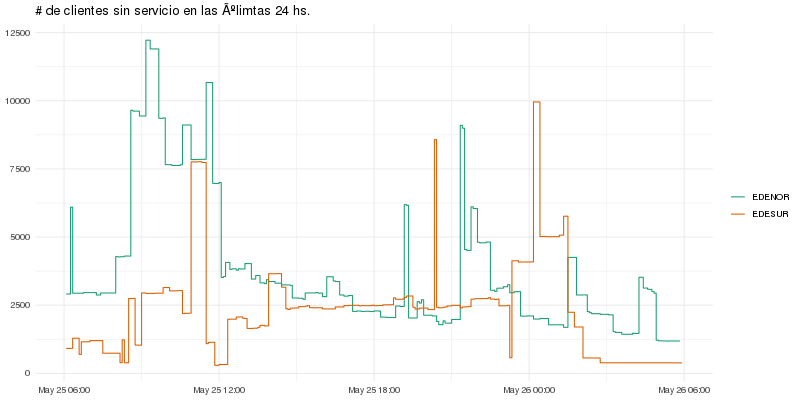 # de clientes sin servicio en las Ãºlimtas 24 hs.
12500
10000
7500
5000
2500
0
May 25 06:00
May 25 12:00
May 25 18:00
May 26 00:00
May 26 06:00
EDENOR
EDESUR